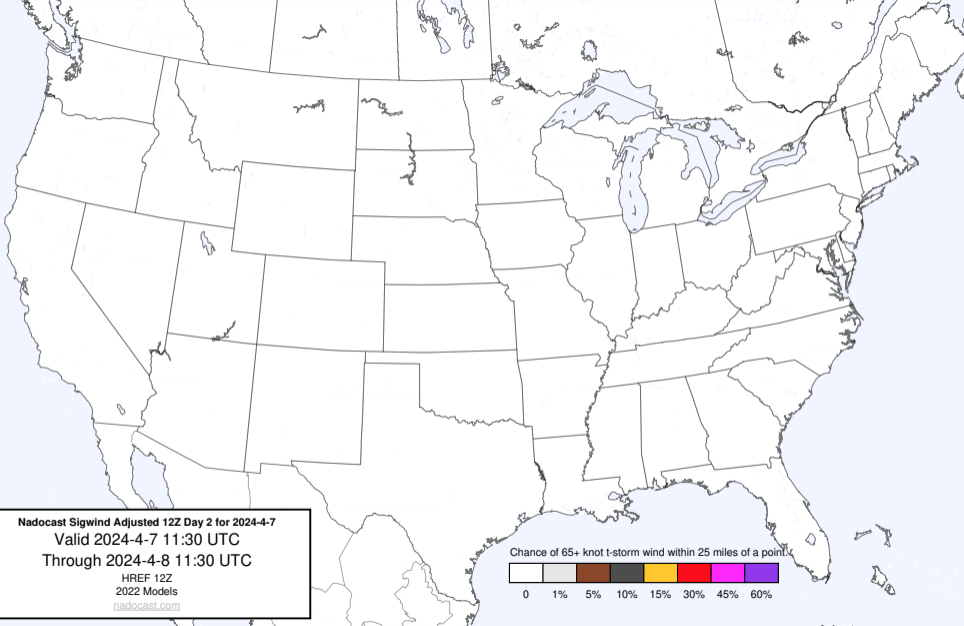 Nadocast Sigwind Adjusted 12Z Day 2 for 2024-4-7
Valid 2024-4-7 11:30 UTC
Through 2024-4-8 11:30 UTC
HREF 12Z
2022 Models
nadocast.com
Chance of 65+ knot t-storm wind within 25 miles of a point.
0 1% 5% 10% 15% 30% 45% 60%